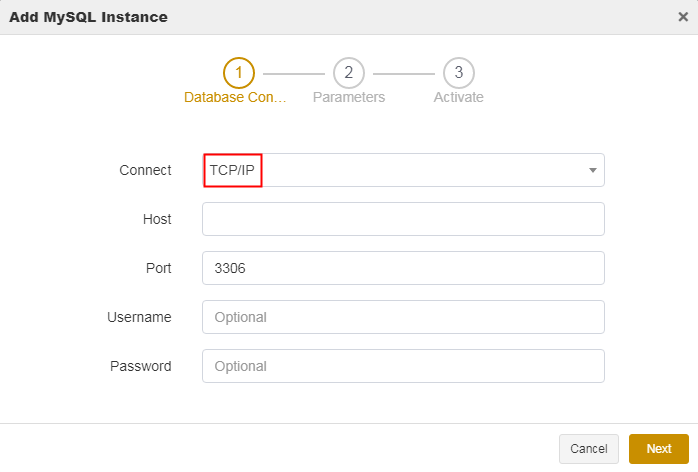 Add MySQL Instance ×
1 2 3
Database Con... Parameters Activate
Connect TCP/IP
Host
Port 3306
Username Optional
Password Optional
Cancel Next